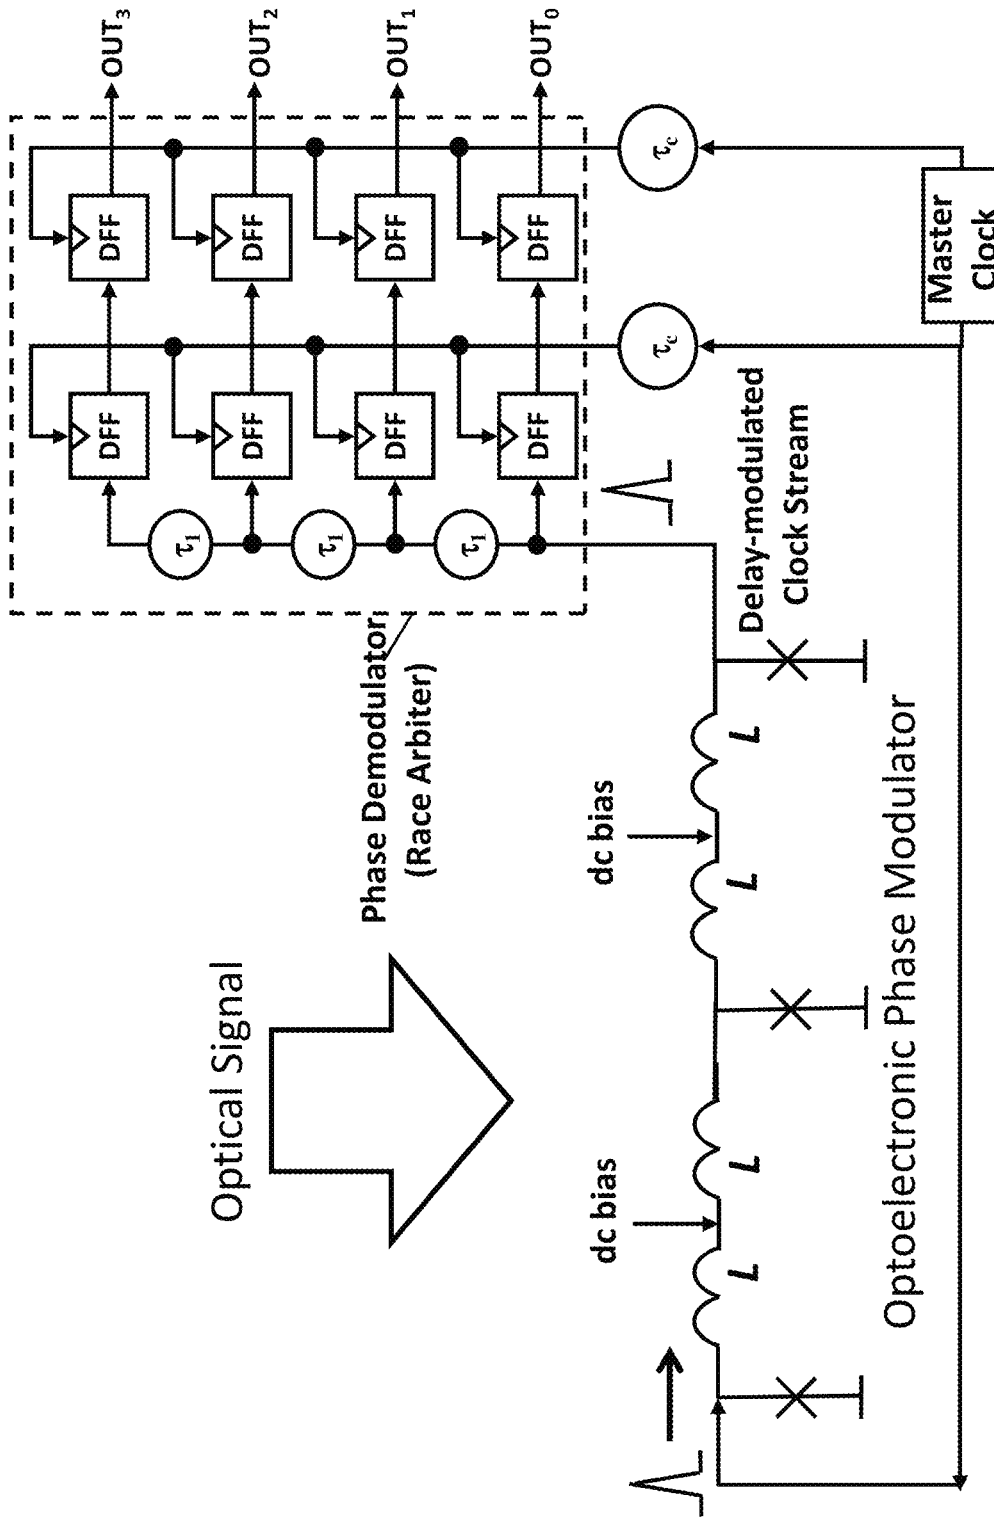 DFF
DFF
OUT₃
τ₁
Optical Signal
DFF
DFF
OUT₂
τ₁
Phase Demodulator
(Race Arbiter)
DFF
DFF
OUT₁
τ₁
DFF
DFF
OUT₀
dc bias
dc bias
τc
τc
L
L
L
L
Delay-modulated
Clock Stream
Optoelectronic Phase Modulator
Master
Clock